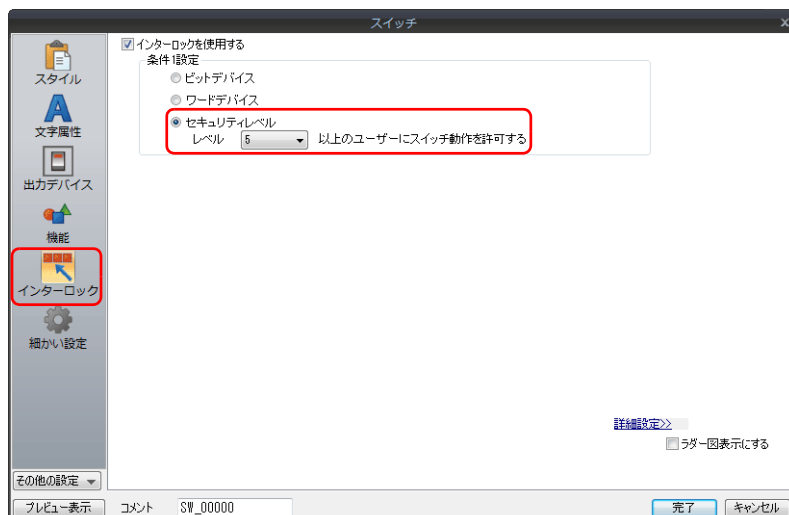 スイッチ
インターロックを使用する
条件1設定
ビットデバイス
ワードデバイス
セキュリティレベル
レベル 5 以上のユーザーにスイッチ動作を許可する
スタイル
文字属性
出力デバイス
機能
インターロック
細かい設定
詳細設定>>
ラダー図表示にする
その他の設定
プレビュー表示 コメント SW_00000 完了 キャンセル